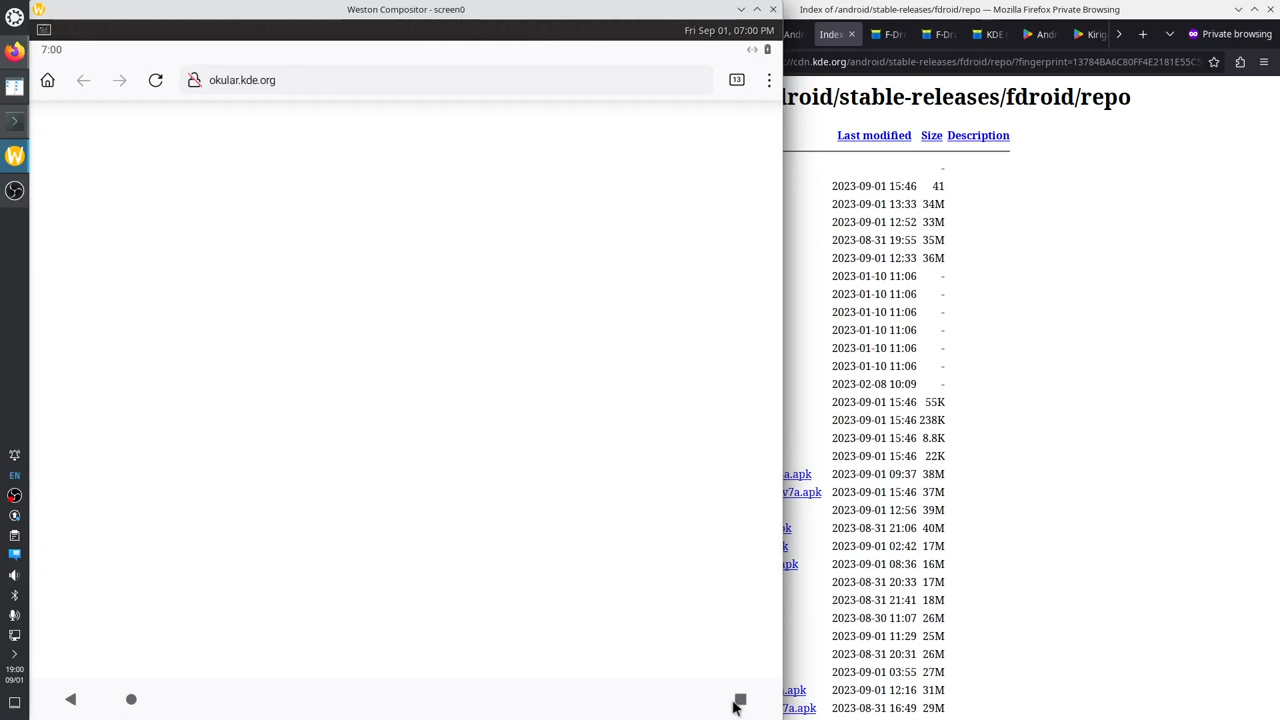 Weston Compositor - screen0
Fri Sep 01, 07:00 PM
7:00
okular.kde.org
13
EN
19:00
09/01
Index of /android/stable-releases/fdroid/repo — Mozilla Firefox Private Browsing
Andr
Index
F-Dro
F-Dro
KDE
Andr
Kirig
Private browsing
://cdn.kde.org/android/stable-releases/fdroid/repo/?fingerprint=13784BA6C80FF4E2181E55C5
droid/stable-releases/fdroid/repo
Last modified Size Description
-
2023-09-01 15:46 41
2023-09-01 13:33 34M
2023-09-01 12:52 33M
2023-08-31 19:55 35M
2023-09-01 12:33 36M
2023-01-10 11:06 -
2023-01-10 11:06 -
2023-01-10 11:06 -
2023-01-10 11:06 -
2023-01-10 11:06 -
2023-01-10 11:06 -
2023-02-08 10:09 -
2023-09-01 15:46 55K
2023-09-01 15:46 238K
2023-09-01 15:46 8.8K
2023-09-01 15:46 22K
a.apk 2023-09-01 09:37 38M
v7a.apk 2023-09-01 15:46 37M
2023-09-01 12:56 39M
pk 2023-08-31 21:06 40M
k 2023-09-01 02:42 17M
apk 2023-09-01 08:36 16M
2023-08-31 20:33 17M
2023-08-31 21:41 18M
2023-08-30 11:07 26M
2023-09-01 11:29 25M
2023-08-31 20:31 26M
2023-09-01 03:55 27M
.apk 2023-09-01 12:16 31M
7a.apk 2023-08-31 16:49 29M